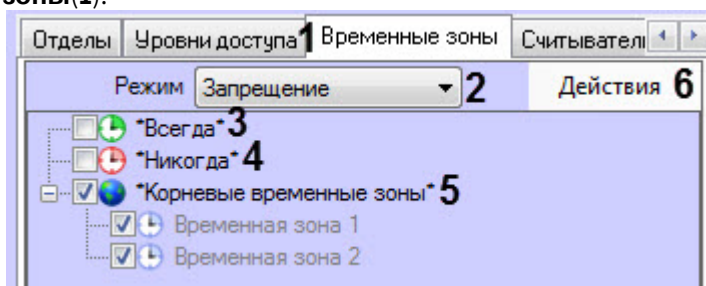 зоны(1).
Отделы Уровни доступа 1 Временные зоны Считывател
Режим Запрещение 2 Действия 6
*Всегда* 3
*Никогда* 4
*Корневые временные зоны* 5
Временная зона 1
Временная зона 2